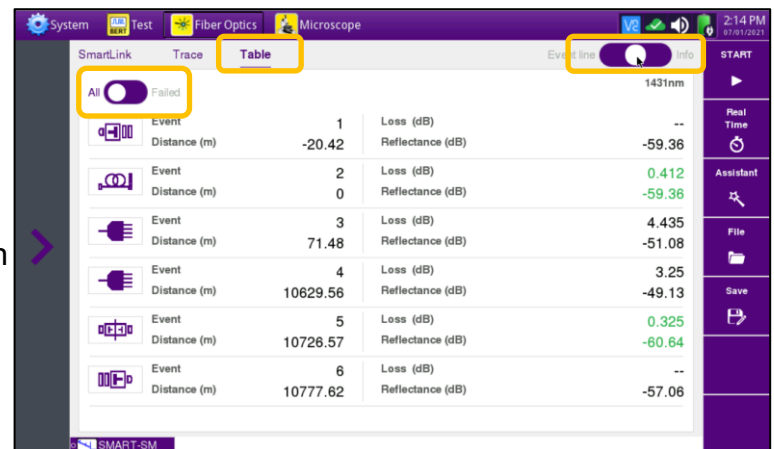 System Test Fiber Optics Microscope 2:14 PM
BERT V2 07/01/2021
SmartLink Trace Table Event line Info START
All Failed 1431nm
Event 1 Loss (dB) --
Distance (m) -20.42 Reflectance (dB) -59.36
Real Time
Event 2 Loss (dB) 0.412
Distance (m) 0 Reflectance (dB) -59.36
Assistant
Event 3 Loss (dB) 4.435
Distance (m) 71.48 Reflectance (dB) -51.08
File
n
Event 4 Loss (dB) 3.25
Distance (m) 10629.56 Reflectance (dB) -49.13
Save
Event 5 Loss (dB) 0.325
Distance (m) 10726.57 Reflectance (dB) -60.64
Event 6 Loss (dB) --
Distance (m) 10777.62 Reflectance (dB) -57.06
SMART-SM